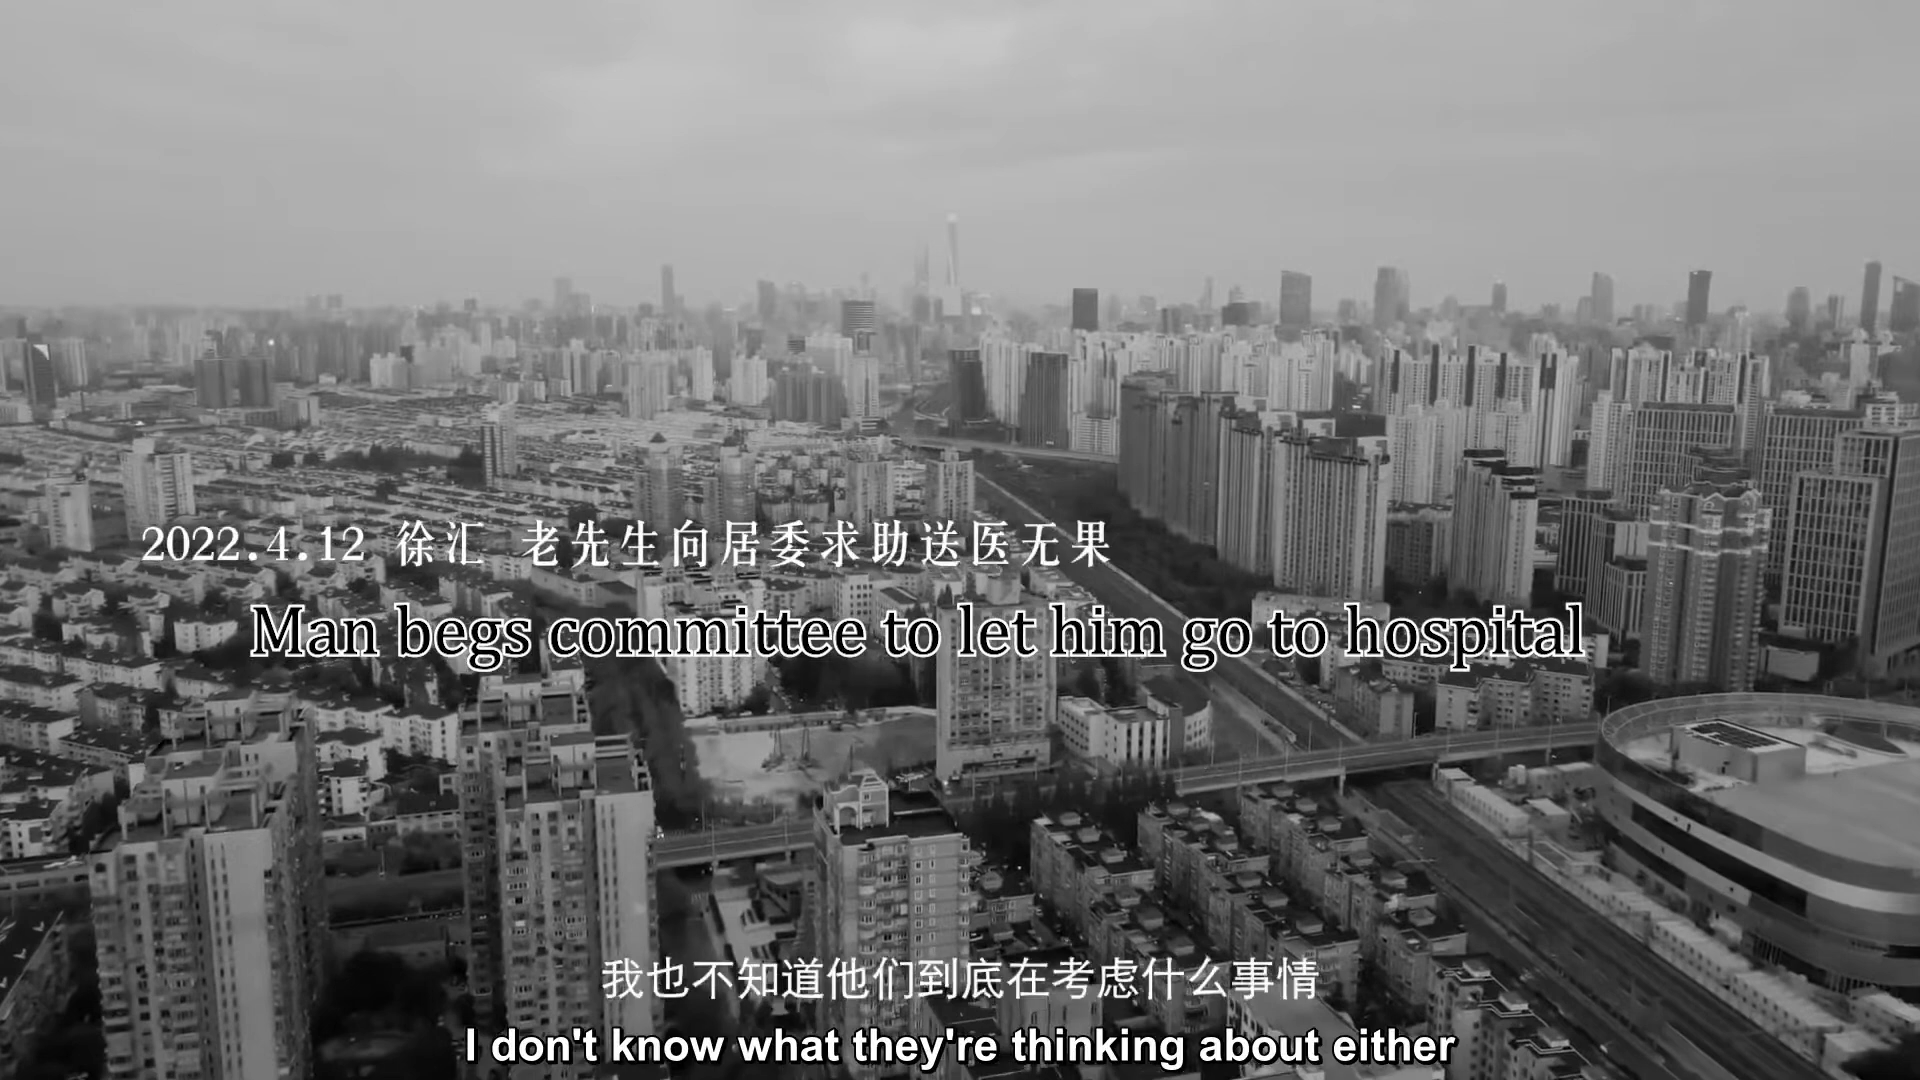 2022.4.12 徐汇 老先生向居委求助送医无果
Man begs committee to let him go to hospital
我也不知道他们到底在考虑什么事情
I don't know what they're thinking about either